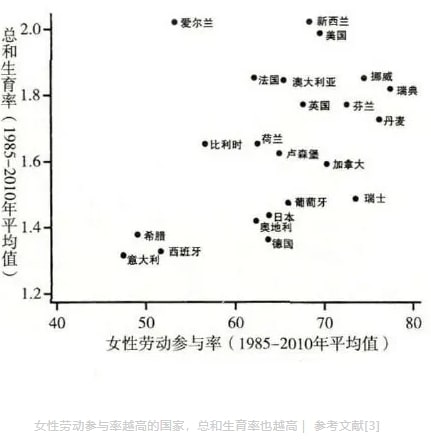 总和生育率（1985-2010年平均值）
2.0
1.8
1.6
1.4
1.2
爱尔兰
新西兰
美国
法国
澳大利亚
挪威
瑞典
英国
芬兰
丹麦
比利时
荷兰
卢森堡
加拿大
葡萄牙
瑞士
日本
奥地利
德国
希腊
西班牙
意大利
40
50
60
70
80
女性劳动参与率（1985-2010年平均值）
女性劳动参与率越高的国家，总和生育率也越高｜ 参考文献[3]